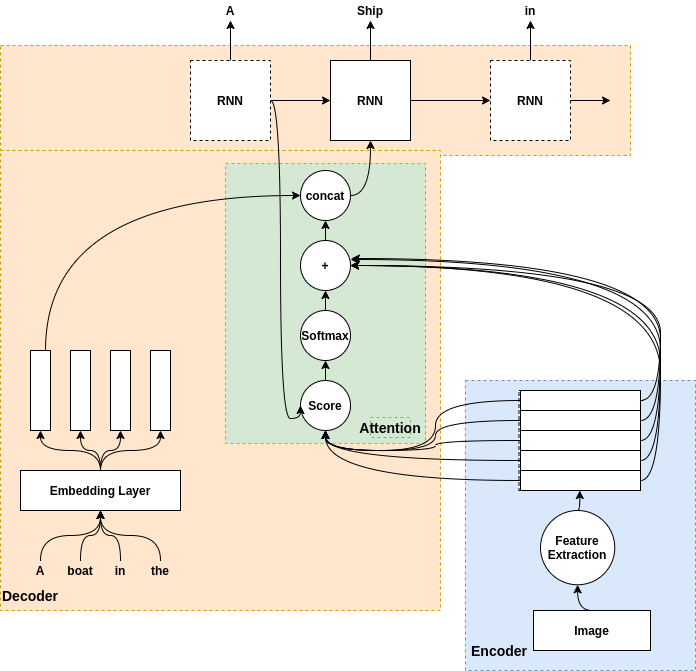 A Ship in
RNN RNN RNN
concat
+
Softmax
Score
Attention
Embedding Layer
A boat in the
Decoder
Feature
Extraction
Image
Encoder